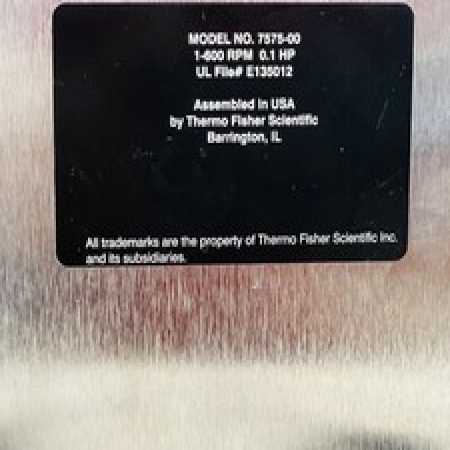 MODEL NO. 7575-00
1-600 RPM 0.1 HP
UL File# E135012
Assembled in USA
by Thermo Fisher Scientific
Barrington, IL
All trademarks are the property of Thermo Fisher Scientific Inc.
and its subsidiaries.